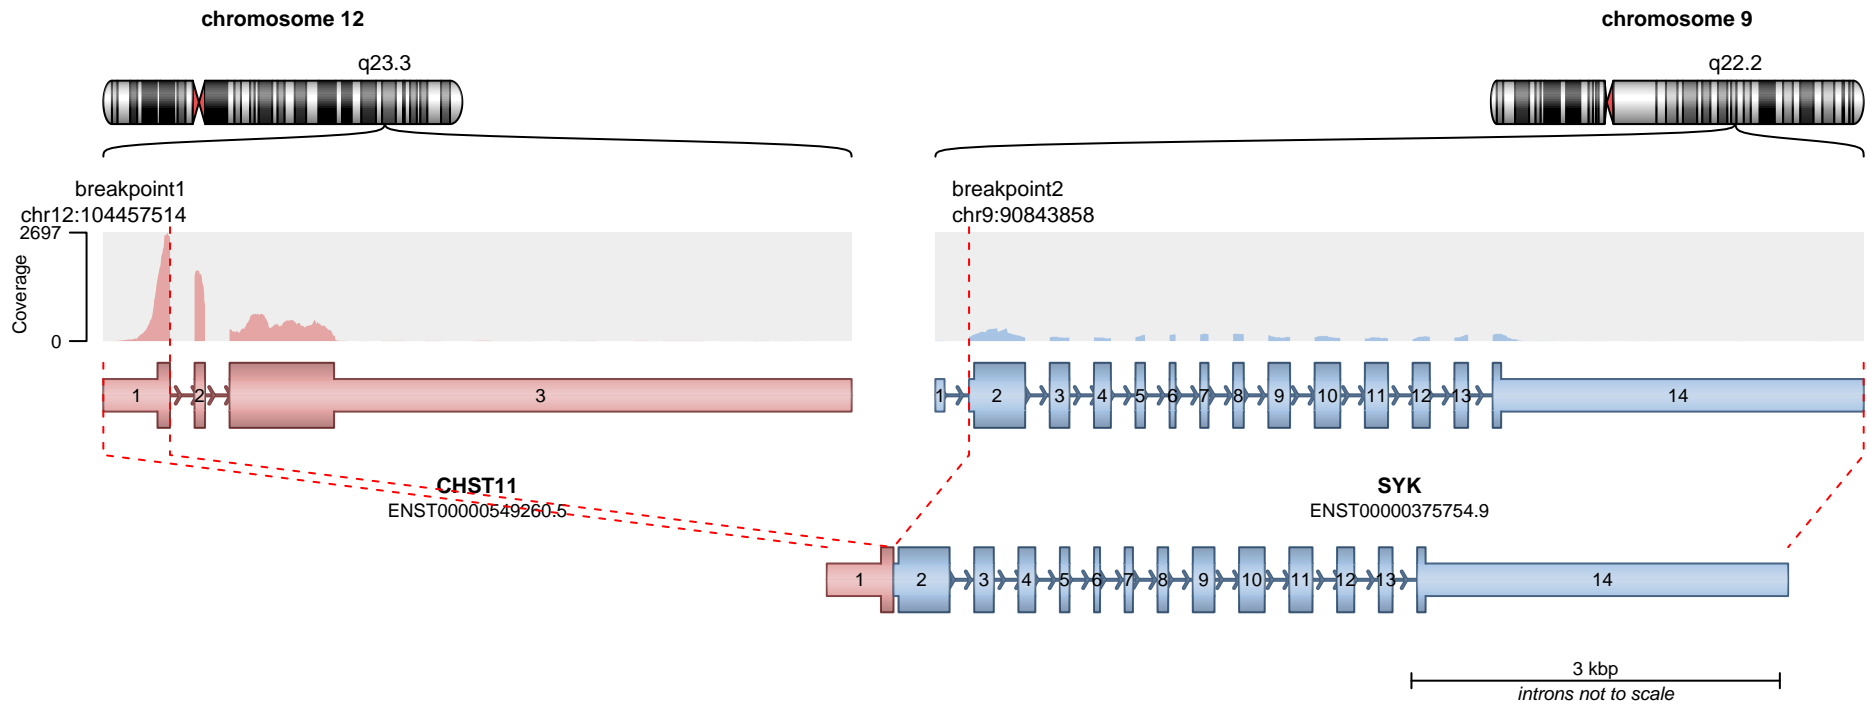 chromosome 12
chromosome 9
q23.3
q22.2
breakpoint1
chr12:104457514
breakpoint2
chr9:90843858
2697
Coverage
0
1 2 3
1 2 3 4 5 6 7 8 9 10 11 12 13 14
CHST11
ENST00000549260.5
SYK
ENST00000375754.9
1 2 3 4 5 6 7 8 9 10 11 12 13 14
3 kbp
introns not to scale